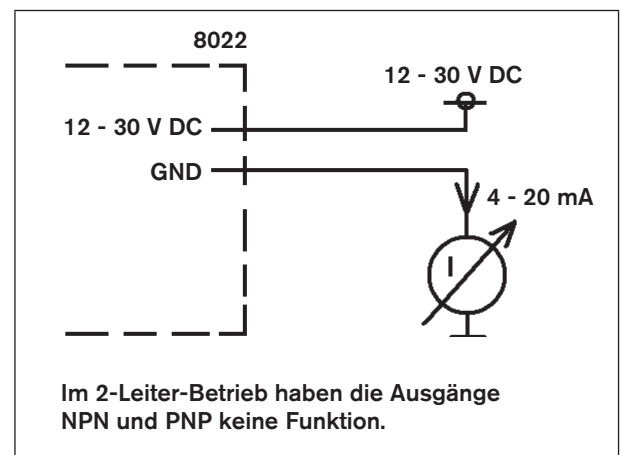 8022
12 - 30 V DC
12 - 30 V DC
GND
4 - 20 mA
I
Im 2-Leiter-Betrieb haben die Ausgänge
NPN und PNP keine Funktion.